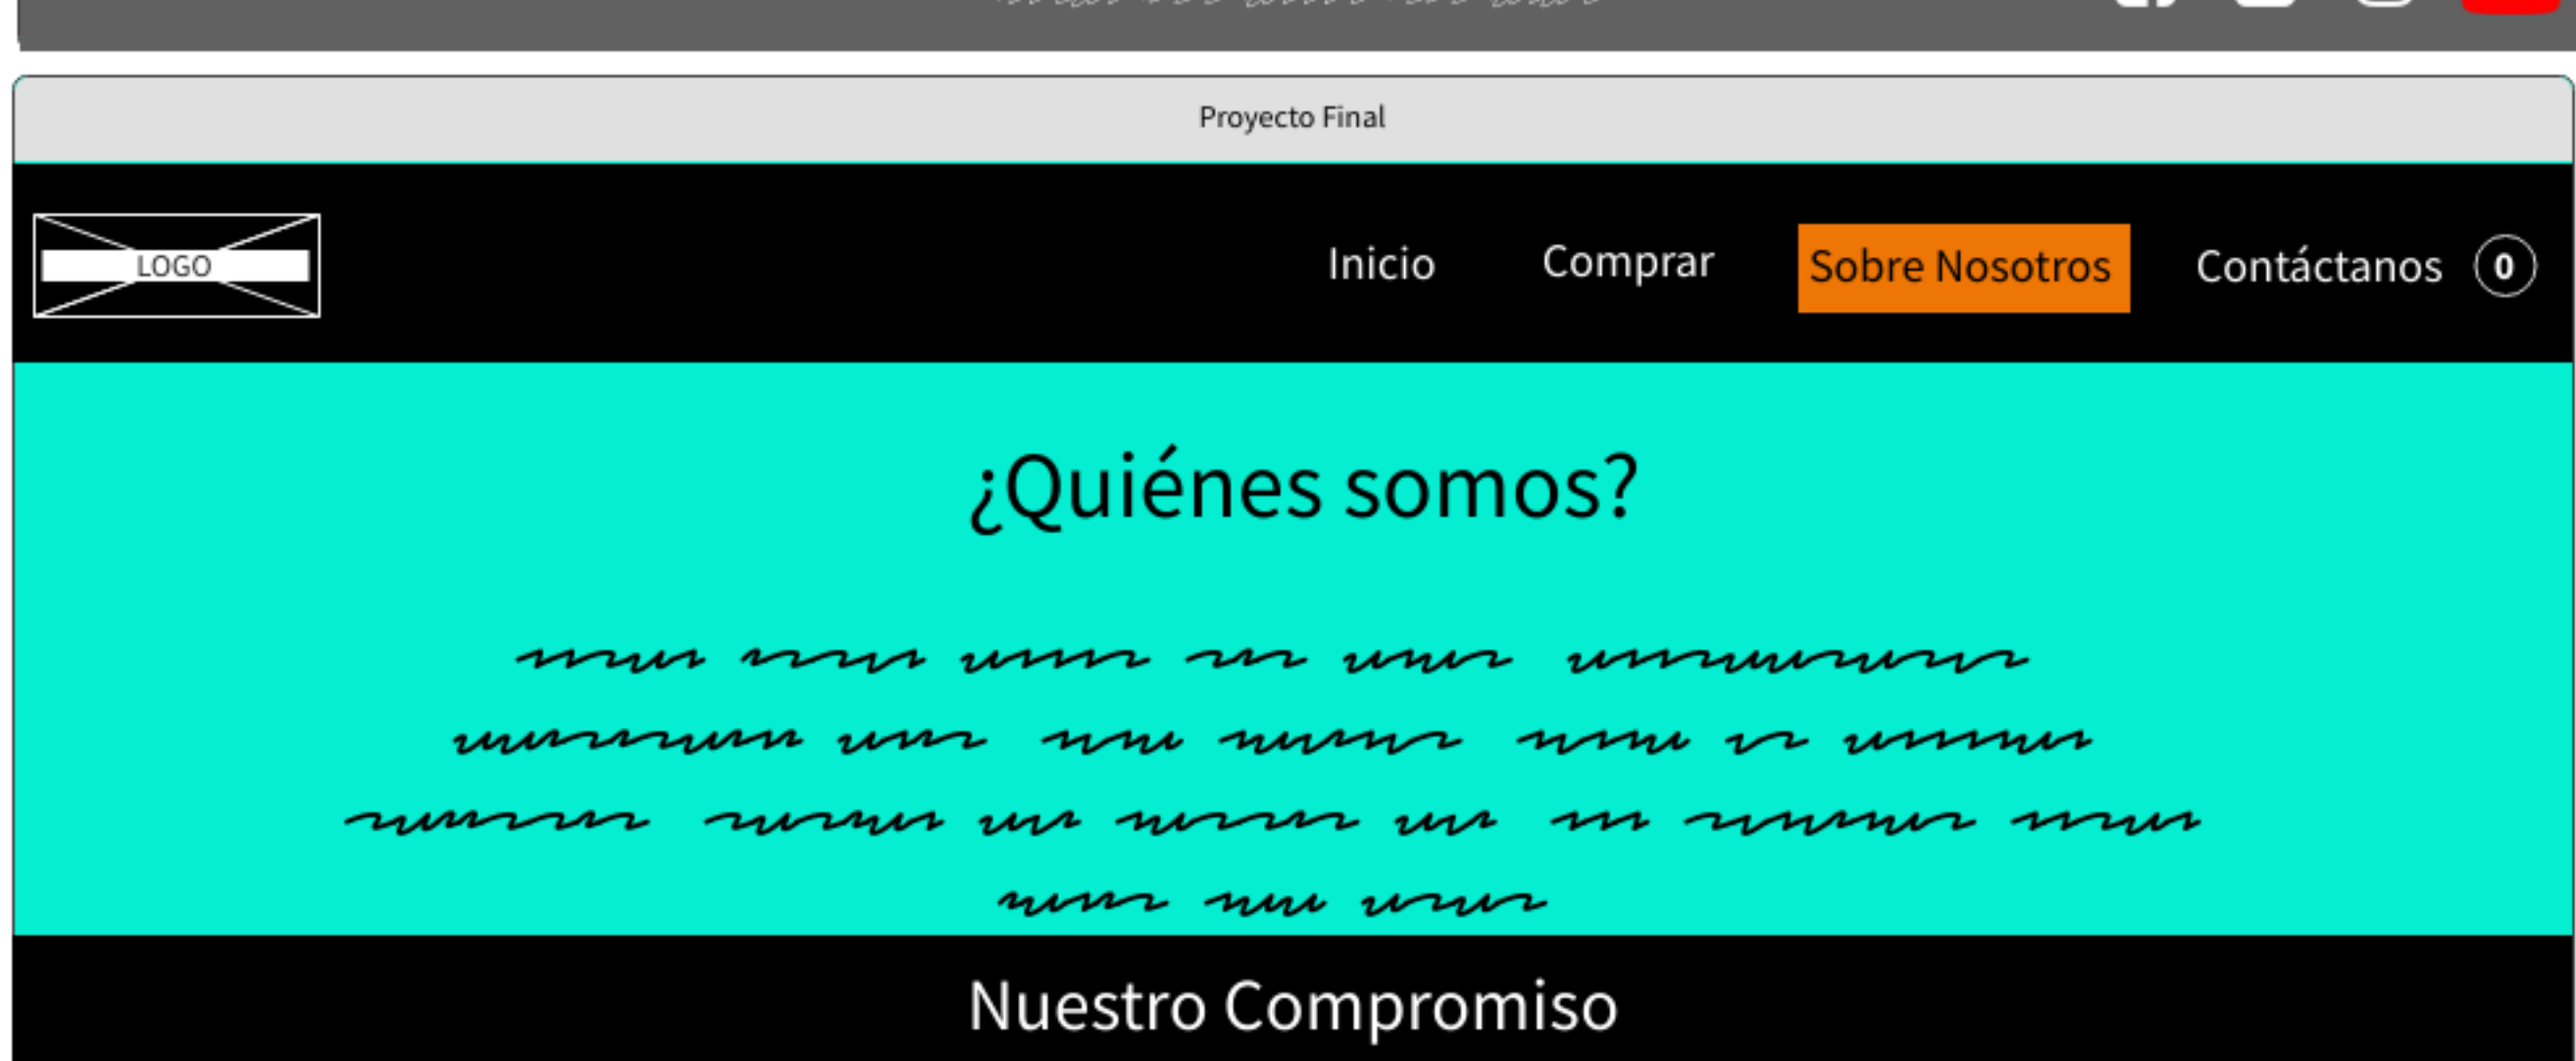 Proyecto Final
LOGO
Inicio Comprar Sobre Nosotros Contáctanos 0
¿Quiénes somos?
Nuestro Compromiso